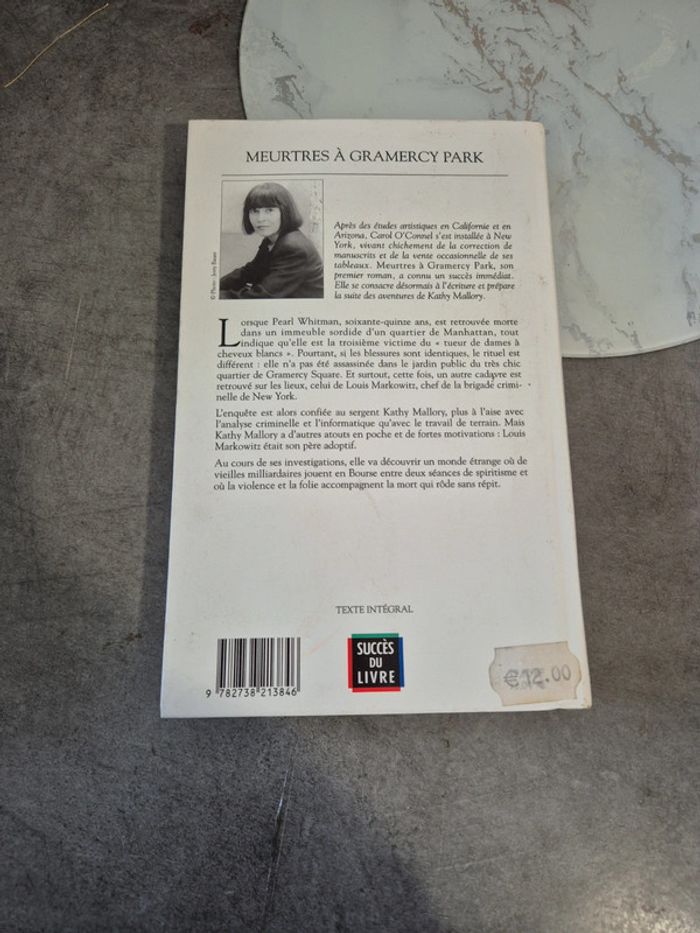 MEURTRES À GRAMERCY PARK
© Photo : Jerry Bauer
Après des études artistiques en Californie et en
Arizona, Carol O'Connel s'est installée à New
York, vivant chichement de la correction de
manuscrits et de la vente occasionnelle de ses
tableaux. Meurtres à Gramercy Park, son
premier roman, a connu un succès immédiat.
Elle se consacre désormais à l'écriture et prépare
la suite des aventures de Kathy Mallory.
Lorsque Pearl Whitman, soixante-quinze ans, est retrouvée morte
dans un immeuble sordide d'un quartier de Manhattan, tout
indique qu'elle est la troisième victime du « tueur de dames à
cheveux blancs ». Pourtant, si les blessures sont identiques, le rituel est
différent : elle n'a pas été assassinée dans le jardin public du très chic
quartier de Gramercy Square. Et surtout, cette fois, un autre cadavre est
retrouvé sur les lieux, celui de Louis Markowitz, chef de la brigade crimi-
nelle de New York.
L'enquête est alors confiée au sergent Kathy Mallory, plus à l'aise avec
l'analyse criminelle et l'informatique qu'avec le travail de terrain. Mais
Kathy Mallory a d'autres atouts en poche et de fortes motivations : Louis
Markowitz était son père adoptif.
Au cours de ses investigations, elle va découvrir un monde étrange où de
vieilles milliardaires jouent en Bourse entre deux séances de spiritisme et
où la violence et la folie accompagnent la mort qui rôde sans répit.
TEXTE INTÉGRAL
SUCCÈS
DU
LIVRE
9 782738 213846
€12.00